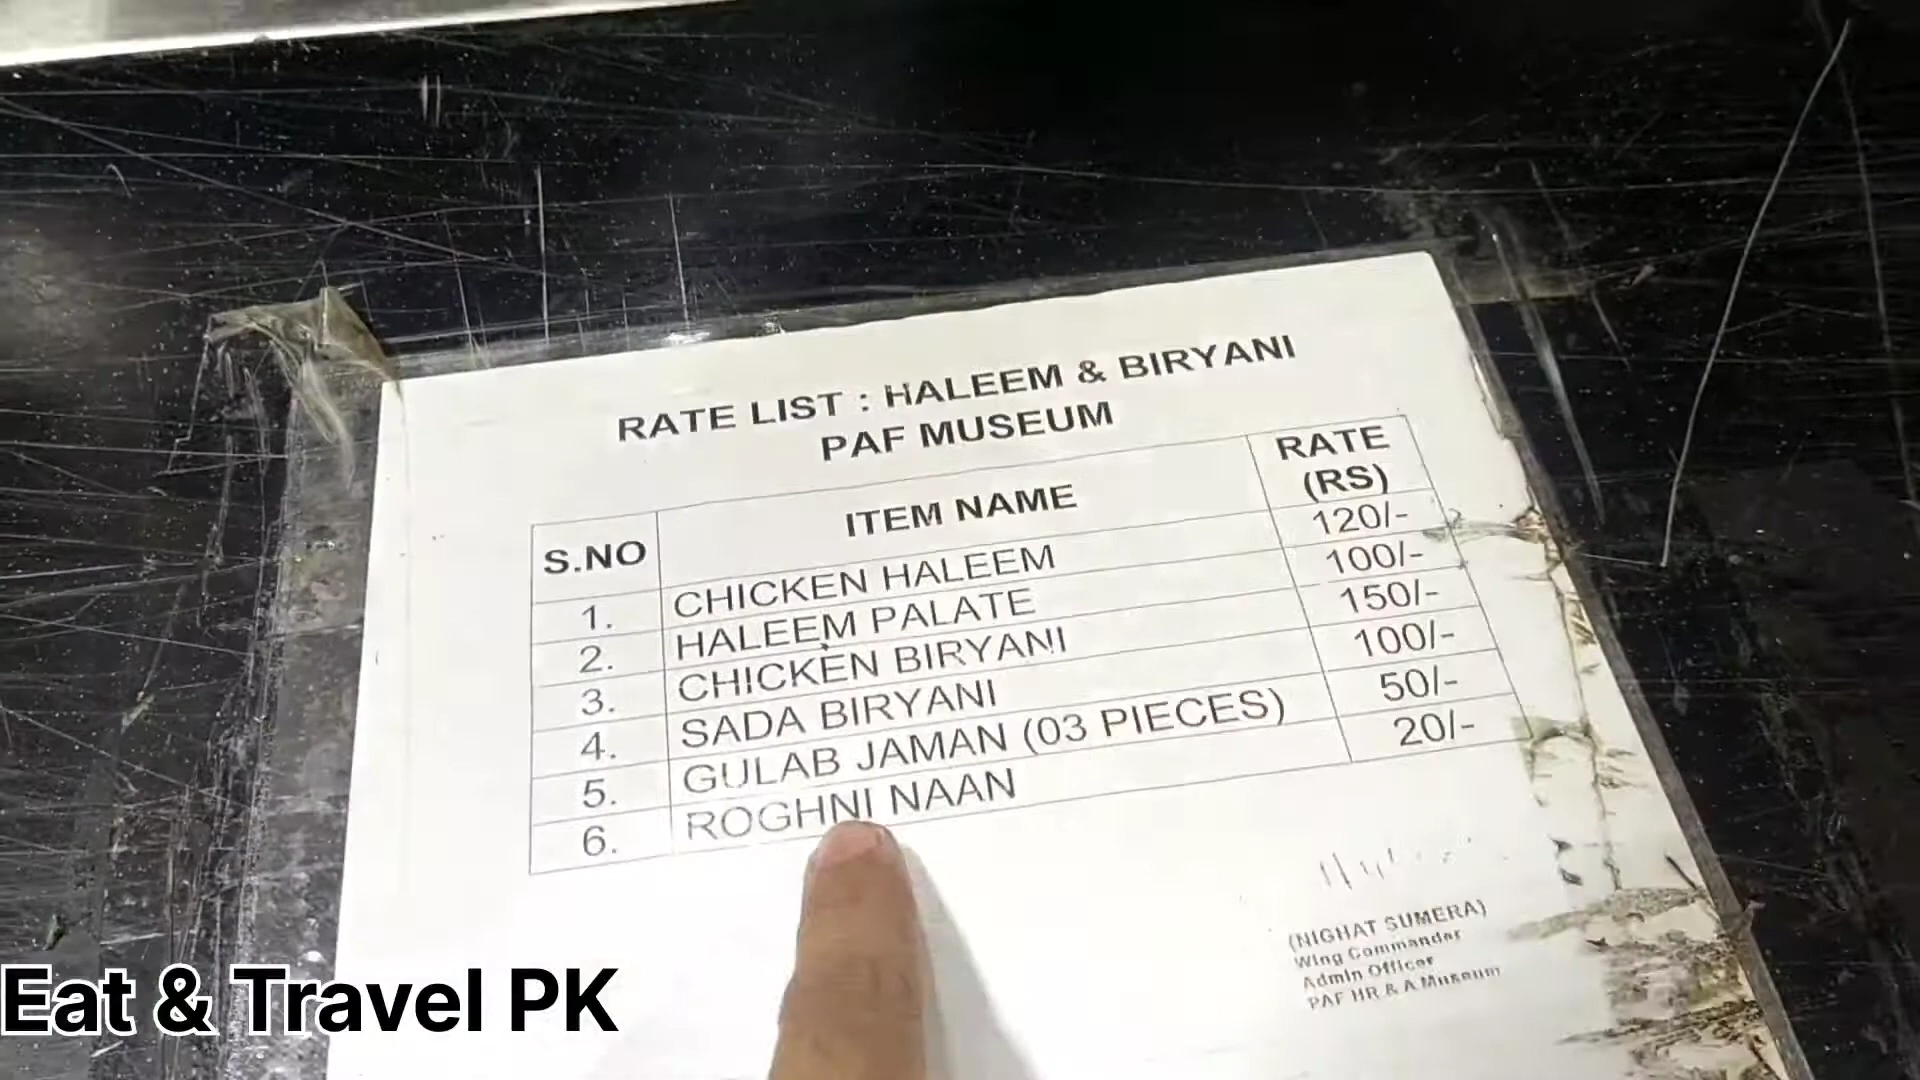 RATE LIST : HALEEM & BIRYANI
PAF MUSEUM
S.NO ITEM NAME RATE (RS)
1. CHICKEN HALEEM 120/-
2. HALEEM PALATE 100/-
3. CHICKEN BIRYANI 150/-
4. SADA BIRYANI 100/-
5. GULAB JAMAN (03 PIECES) 50/-
6. ROGHNI NAAN 20/-
(NIGHAT SUMERA)
Wing Commander
Admin Officer
PAF HR & A Museum
Eat & Travel PK